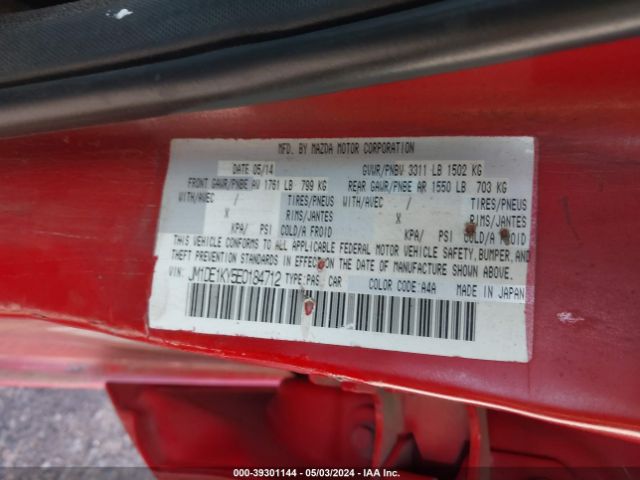 MFD. BY MAZDA MOTOR CORPORATION
DATE 05/14 GVWR/PNBV 3311 LB 1502 KG
FRONT GAWR/PNBE AV 1761 LB 799 KG REAR GAWR/PNBE AR 1550 LB 703 KG
WITH/AVEC / TIRES/PNEUS WITH/AVEC / TIRES/PNEUS
X RIMS/JANTES X RIMS/JANTES
KPA/ PSI COLD/A FROID KPA/ PSI COLD/A FROID
THIS VEHICLE CONFORMS TO ALL APPLICABLE FEDERAL MOTOR VEHICLE SAFETY, BUMPER, AND
THEFT PREVENTION STANDARDS IN EFFECT ON THE DATE OF MANUFACTURE SHOWN ABOVE.
VIN: JM1DE1KY5E0184712 TYPE: PAS. CAR COLOR CODE: A4A MADE IN JAPAN
000-39301144 - 05/03/2024 - IAA Inc.